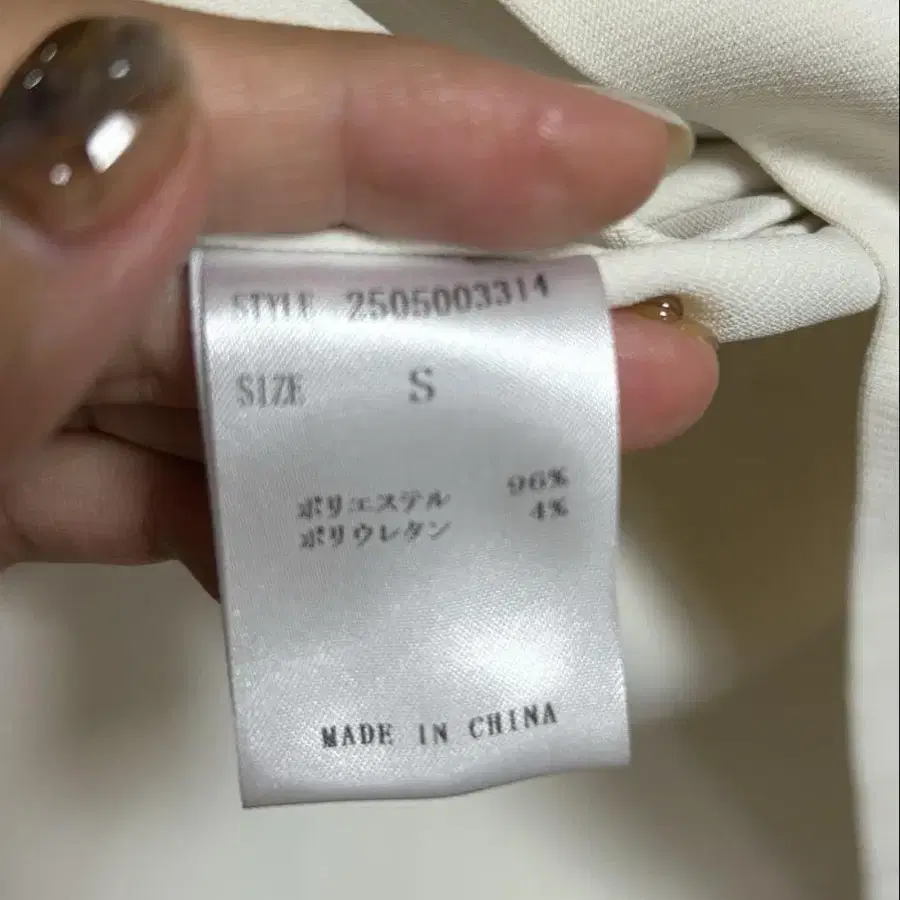 STYLE 2505003314
SIZE S
ポリエステル 96%
ポリウレタン 4%
MADE IN CHINA